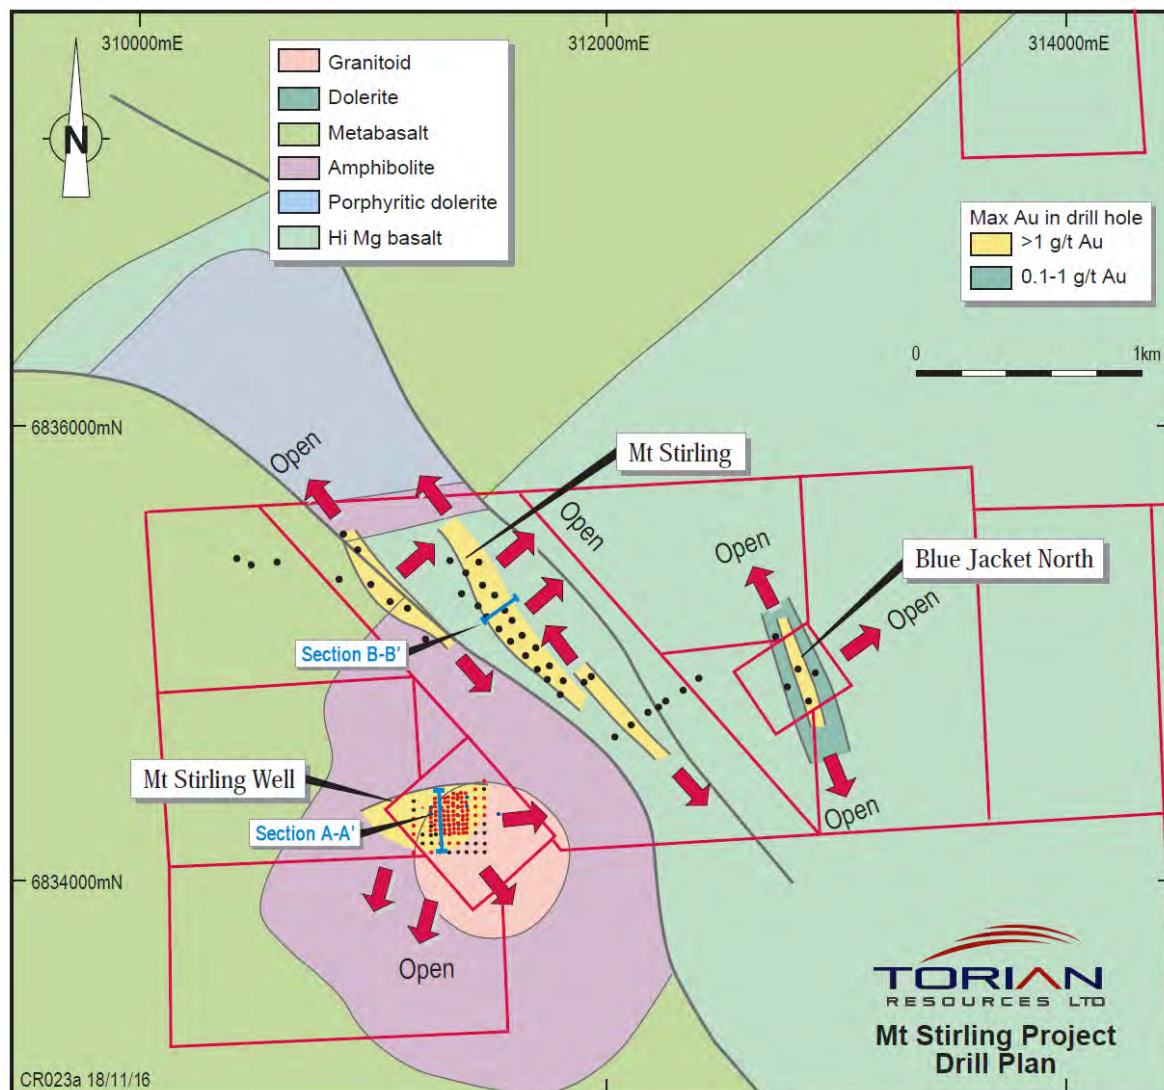 310000mE
312000mE
314000mE
N
Granitoid
Dolerite
Metabasalt
Amphibolite
Porphyritic dolerite
Hi Mg basalt
Max Au in drill hole
>1 g/t Au
0.1-1 g/t Au
0
1km
6836000mN
Open
Mt Stirling
Open
Open
Blue Jacket North
Open
Section B-B'
Mt Stirling Well
Section A-A'
Open
6834000mN
Open
TORIAN
RESOURCES LTD
Mt Stirling Project
Drill Plan
CR023a 18/11/16